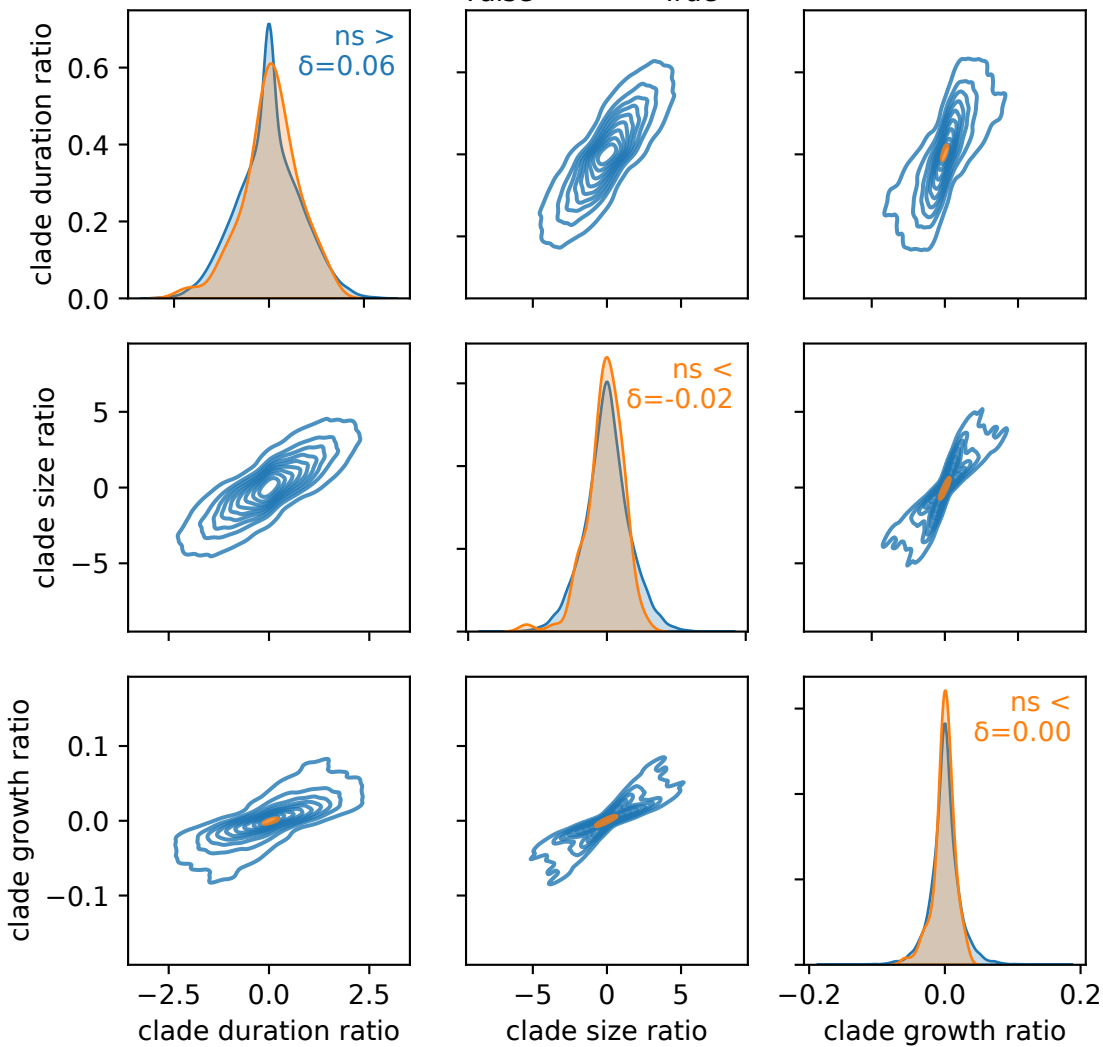 clade duration ratio
0.6
0.4
0.2
0.0
ns >
δ=0.06
clade size ratio
5
0
−5
ns <
δ=-0.02
clade growth ratio
0.1
0.0
−0.1
ns <
δ=0.00
−2.5 0.0 2.5
−5 0 5
−0.2 0.0 0.2
clade duration ratio
clade size ratio
clade growth ratio